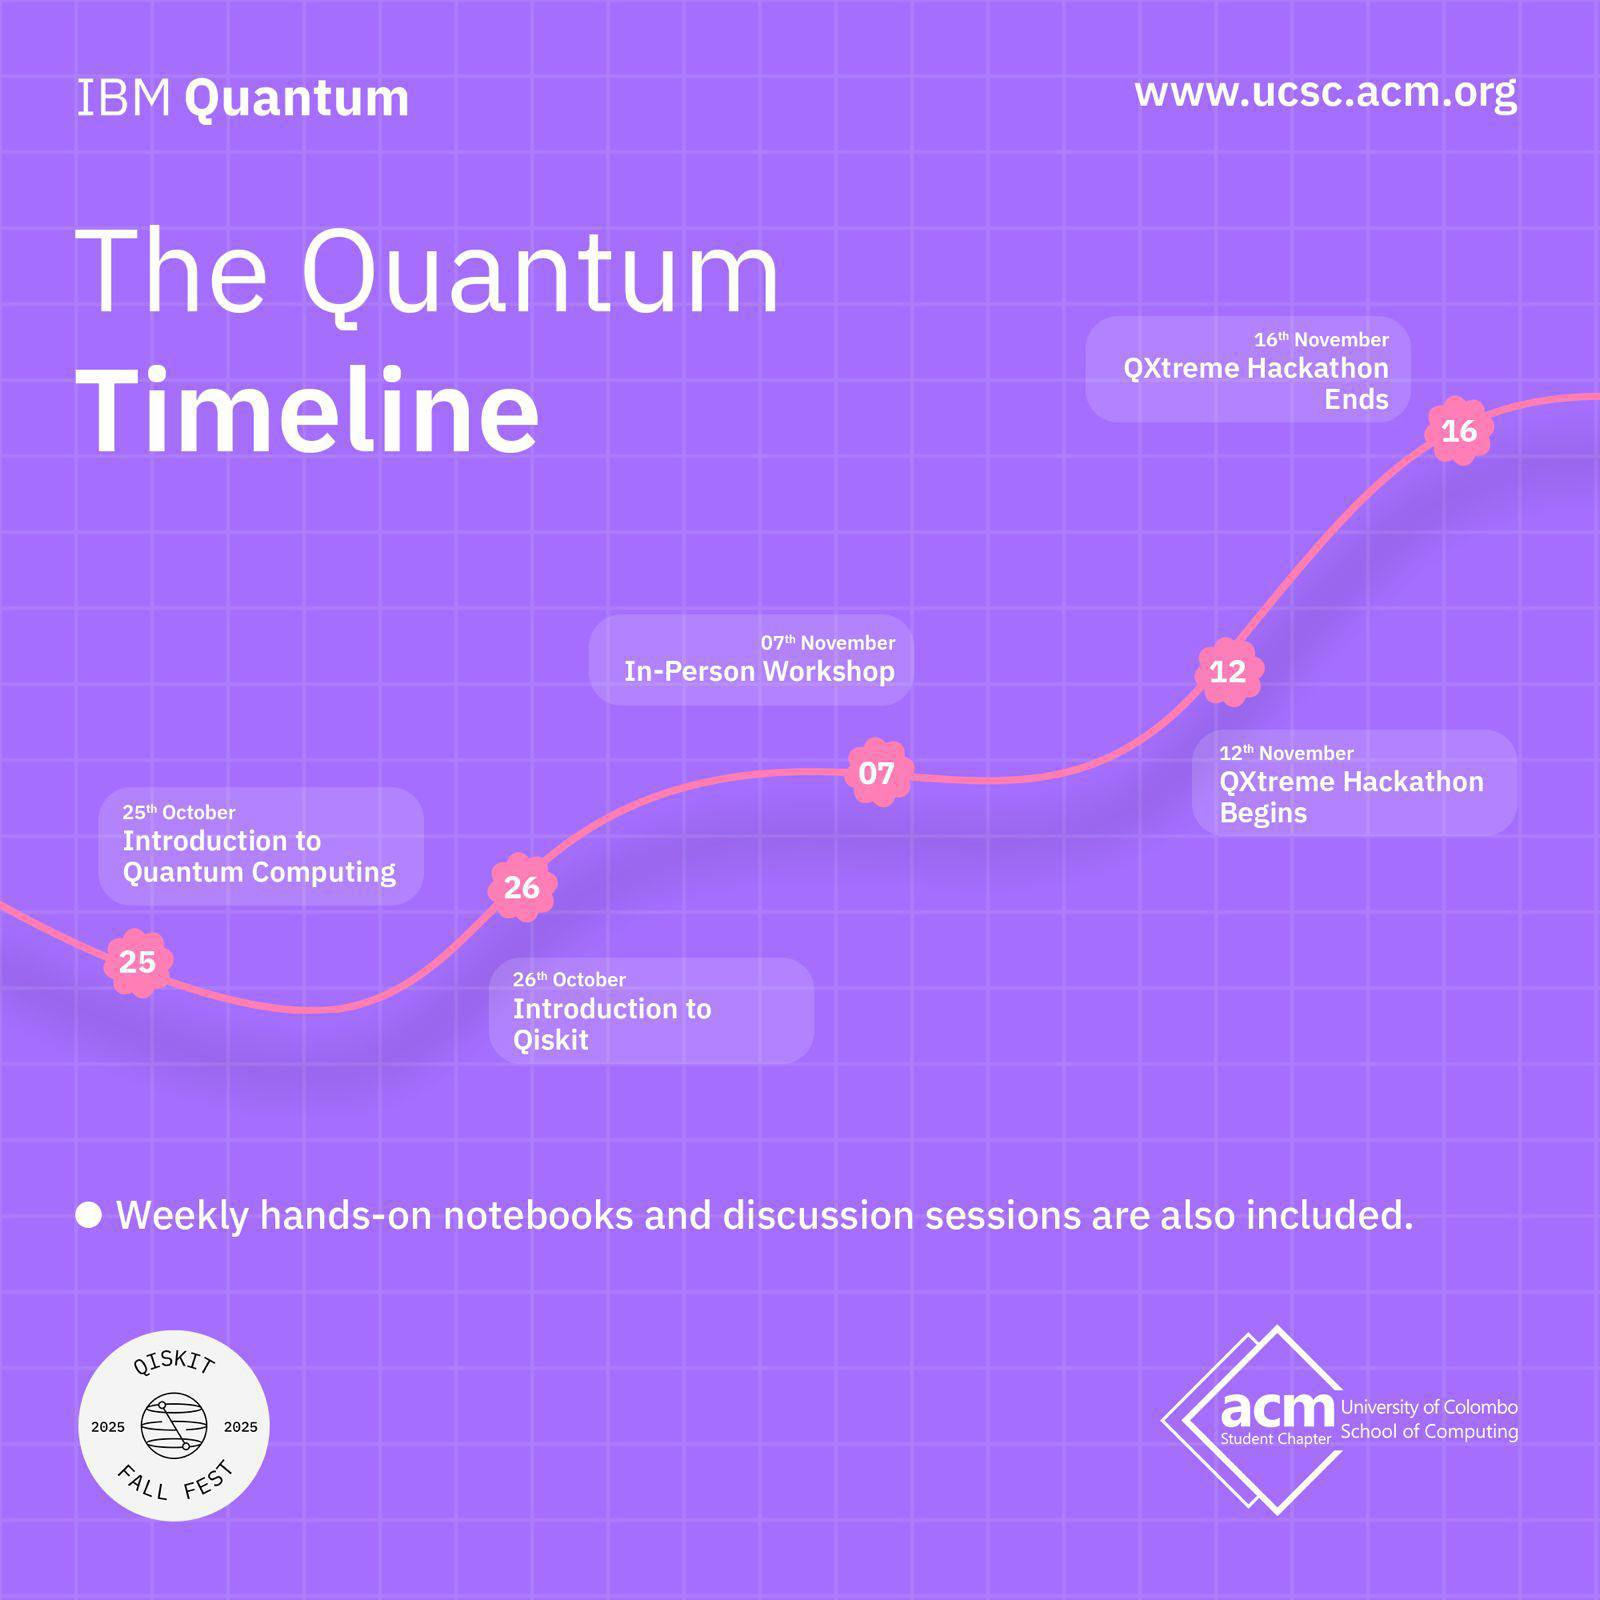 IBM Quantum
www.ucsc.acm.org
The Quantum
Timeline
16th November
QXtreme Hackathon
Ends
16
07th November
In-Person Workshop
12
07
12th November
QXtreme Hackathon
Begins
25th October
Introduction to
Quantum Computing
26
25
26th October
Introduction to
Qiskit
Weekly hands-on notebooks and discussion sessions are also included.
QISKIT
2025 2025
FALL FEST
acm
Student Chapter
University of Colombo
School of Computing